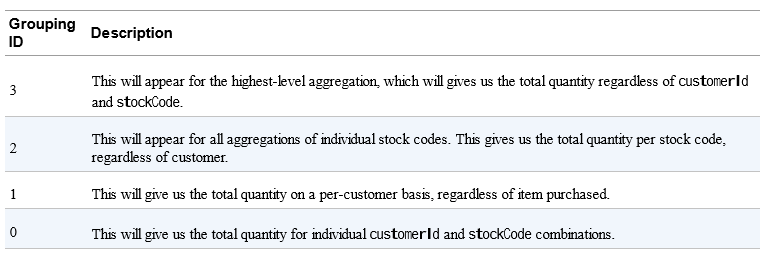 Grouping
ID
Description
3
This will appear for the highest-level aggregation, which will gives us the total quantity regardless of customerId
and stockCode.
2
This will appear for all aggregations of individual stock codes. This gives us the total quantity per stock code,
regardless of customer.
1
This will give us the total quantity on a per-customer basis, regardless of item purchased.
0
This will give us the total quantity for individual customerId and stockCode combinations.